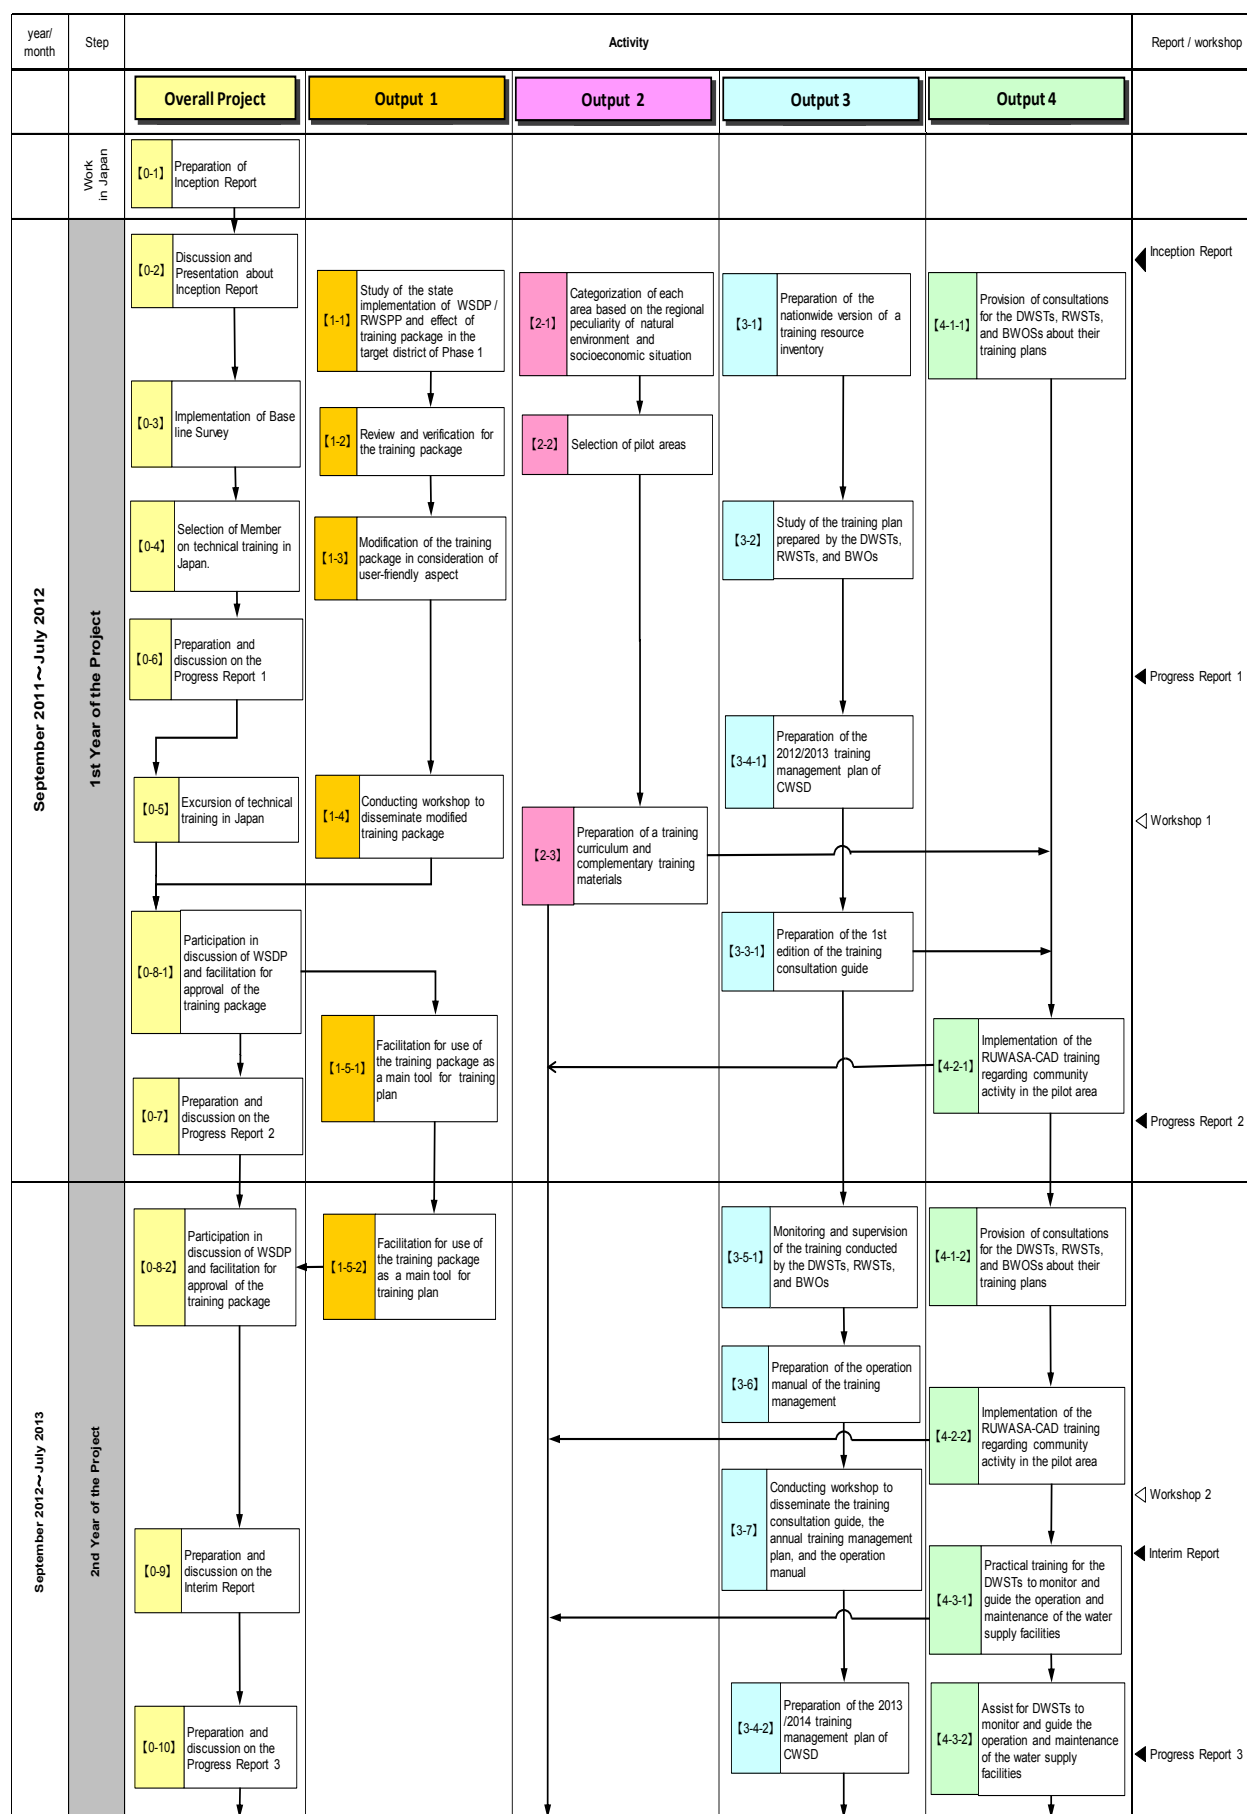 year/
month
Step
Activity
Report / workshop
Overall Project
Output 1
Output 2
Output 3
Output 4
Work
in Japan
【0-1】
Preparation of
Inception Report
September 2011～July 2012
1st Year of the Project
【0-2】
Discussion and
Presentation about
Inception Report
Inception Report
【1-1】
Study of the state
implementation of WSDP /
RWSPP and effect of
training package in the
target district of Phase 1
【2-1】
Categorization of each
area based on the regional
peculiarity of natural
environment and
socioeconomic situation
【3-1】
Preparation of the
nationwide version of a
training resource
inventory
【4-1-1】
Provision of consultations
for the DWSTs, RWSTs,
and BWOSs about their
training plans
【0-3】
Implementation of Base
line Survey
【1-2】
Review and verification for
the training package
【2-2】
Selection of pilot areas
【0-4】
Selection of Member
on technical training in
Japan.
【1-3】
Modification of the training
package in consideration of
user-friendly aspect
【3-2】
Study of the training plan
prepared by the DWSTs,
RWSTs, and BWOs
【0-6】
Preparation and
discussion on the
Progress Report 1
Progress Report 1
【3-4-1】
Preparation of the
2012/2013 training
management plan of
CWSD
【0-5】
Excursion of technical
training in Japan
【1-4】
Conducting workshop to
disseminate modified
training package
【2-3】
Preparation of a training
curriculum and
complementary training
materials
Workshop 1
【0-8-1】
Participation in
discussion of WSDP
and facilitation for
approval of the
training package
【3-3-1】
Preparation of the 1st
edition of the training
consultation guide
【1-5-1】
Facilitation for use of
the training package as
a main tool for training
plan
【4-2-1】
Implementation of the
RUWASA-CAD training
regarding community
activity in the pilot area
【0-7】
Preparation and
discussion on the
Progress Report 2
Progress Report 2
September 2012～July 2013
2nd Year of the Project
【0-8-2】
Participation in
discussion of WSDP
and facilitation for
approval of the
training package
【1-5-2】
Facilitation for use of
the training package
as a main tool for
training plan
【3-5-1】
Monitoring and supervision
of the training conducted
by the DWSTs, RWSTs,
and BWOs
【4-1-2】
Provision of consultations
for the DWSTs, RWSTs,
and BWOSs about their
training plans
【3-6】
Preparation of the operation
manual of the training
management
【4-2-2】
Implementation of the
RUWASA-CAD training
regarding community
activity in the pilot area
【3-7】
Conducting workshop to
disseminate the training
consultation guide, the
annual training management
plan, and the operation
manual
Workshop 2
【0-9】
Preparation and
discussion on the
Interim Report
Interim Report
【4-3-1】
Practical training for the
DWSTs to monitor and
guide the operation and
maintenance of the water
supply facilities
【0-10】
Preparation and
discussion on the
Progress Report 3
【3-4-2】
Preparation of the 2013
/2014 training
management plan of
CWSD
【4-3-2】
Assist for DWSTs to
monitor and guide the
operation and maintenance
of the water supply
facilities
Progress Report 3